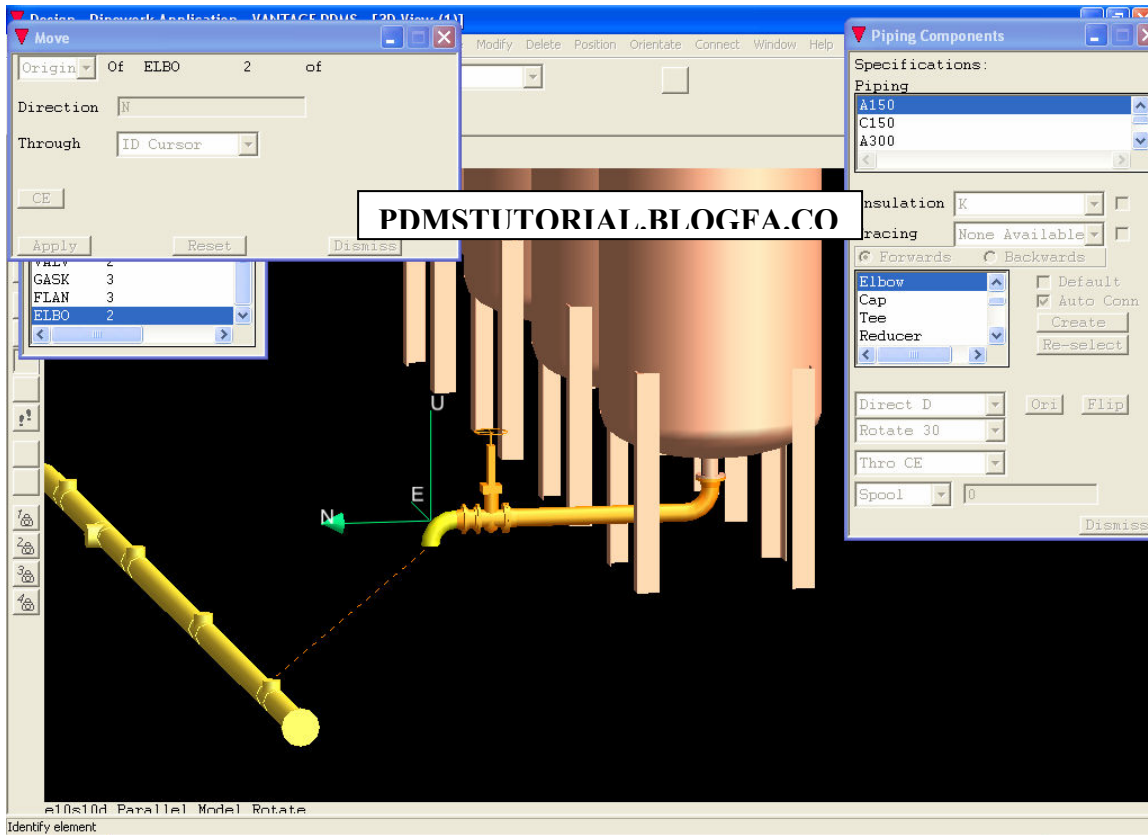 Design - Pipework Application - VANTAGE PDMS - [3D View (1)]
Move
Modify Delete Position Orientate Connect Window Help
Origin Of ELBO 2 of
Direction N
Through ID Cursor
CE
Apply Reset Dismiss
PDMSTUTORIAL.BLOGFA.CO
VALV 2
GASK 3
FLAN 3
ELBO 2
Piping Components
Specifications:
Piping
A150
C150
A300
Insulation K
Tracing None Available
Forwards Backwards
Elbow
Cap
Tee
Reducer
Default
Auto Conn
Create
Re-select
Direct D Ori Flip
Rotate 30
Thro CE
Spool 0
Dismiss
U
E
N
1
2
3
4
e10s10d Parallel Model Rotate
Identify element